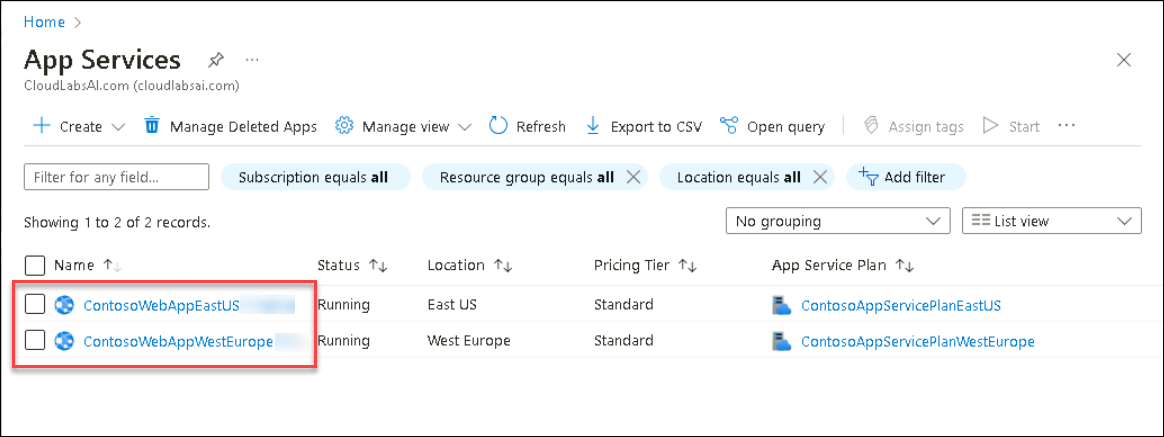 Home >
App Services ...
CloudLabsAI.com (cloudlabsai.com)
Create Manage Deleted Apps Manage view Refresh Export to CSV Open query Assign tags Start ...
Filter for any field... Subscription equals all Resource group equals all Location equals all Add filter
Showing 1 to 2 of 2 records. No grouping List view
Name Status Location Pricing Tier App Service Plan
ContosoWebAppEastUS Running East US Standard ContosoAppServicePlanEastUS
ContosoWebAppWestEurope Running West Europe Standard ContosoAppServicePlanWestEurope